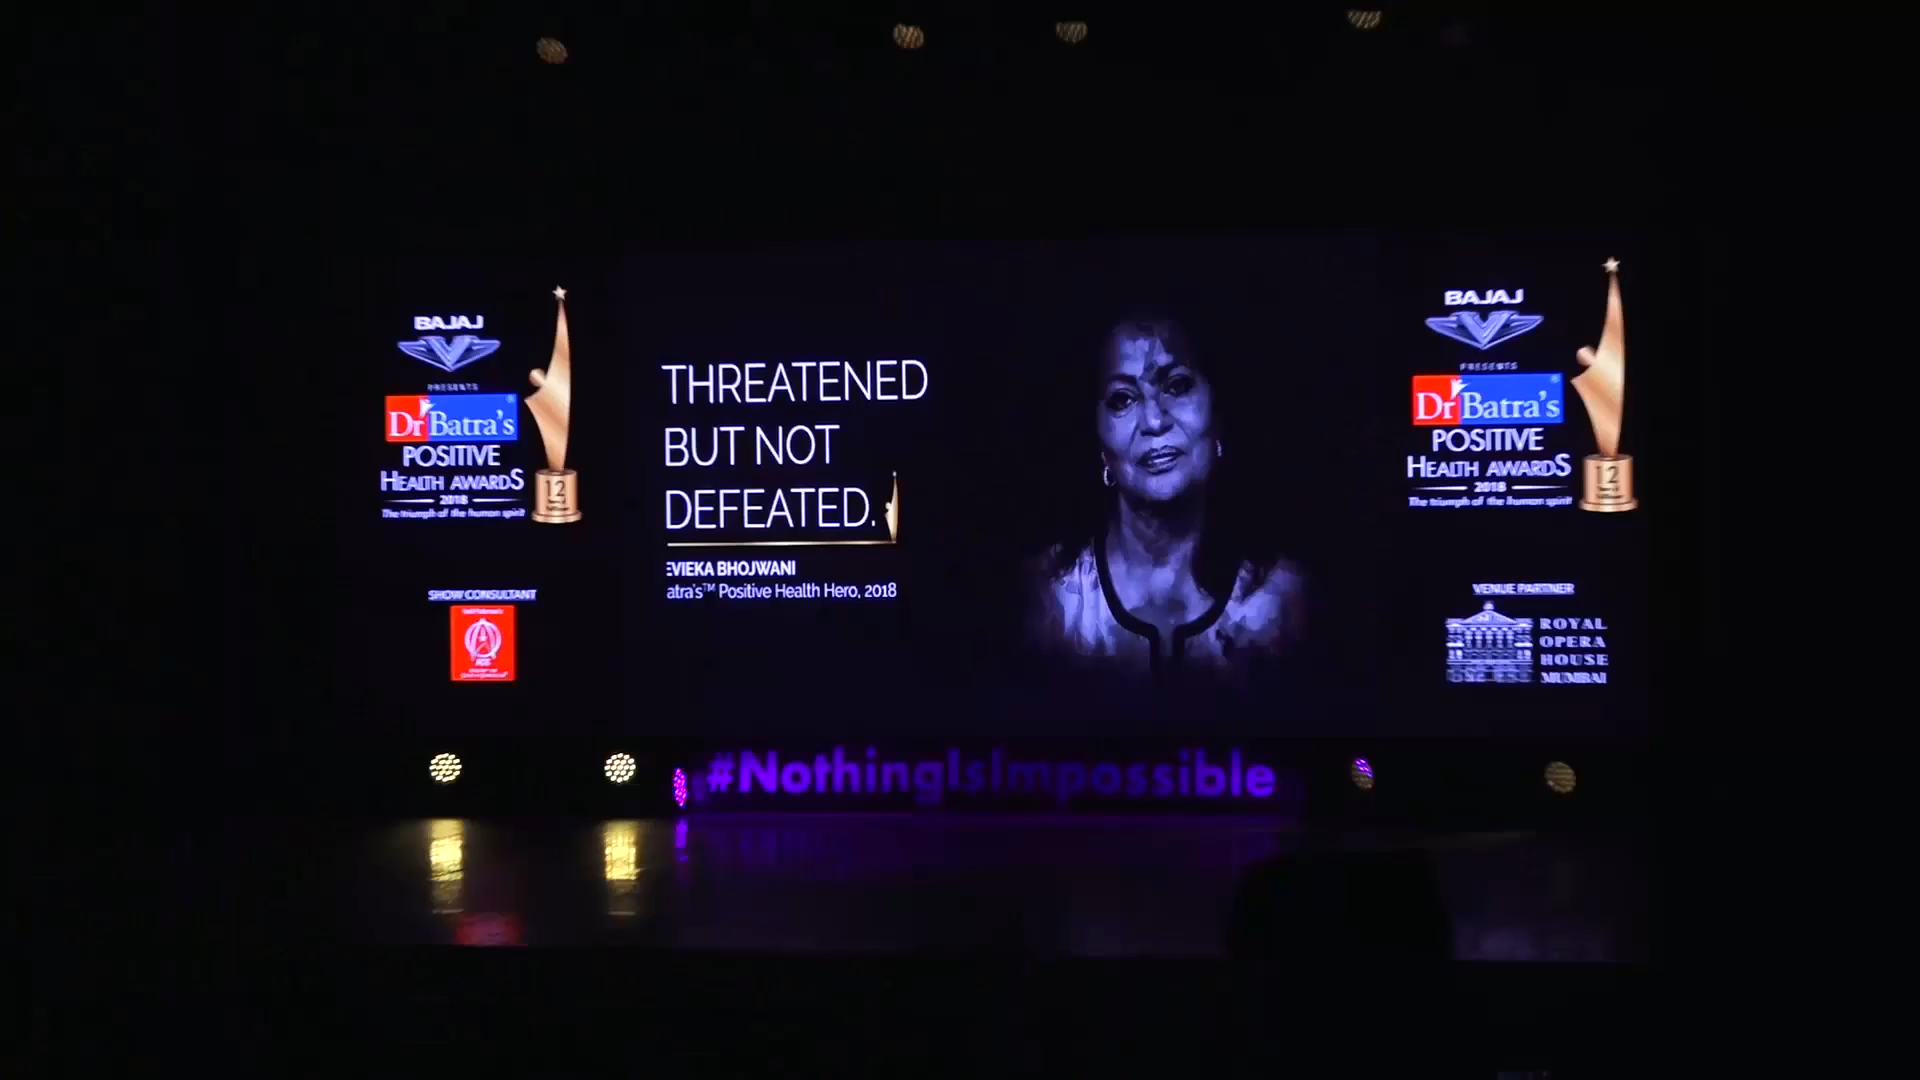 BAJAJ
PRESENTS
Dr Batra's®
POSITIVE
HEALTH AWARDS
2018
The triumph of the human spirit
12
SHOW CONSULTANT
THREATENED
BUT NOT
DEFEATED.
EVIEKA BHOJWANI
atra's™ Positive Health Hero, 2018
BAJAJ
PRESENTS
Dr Batra's®
POSITIVE
HEALTH AWARDS
2018
The triumph of the human spirit
12
VENUE PARTNER
ROYAL
OPERA
HOUSE
MUMBAI
#NothingIsImpossible